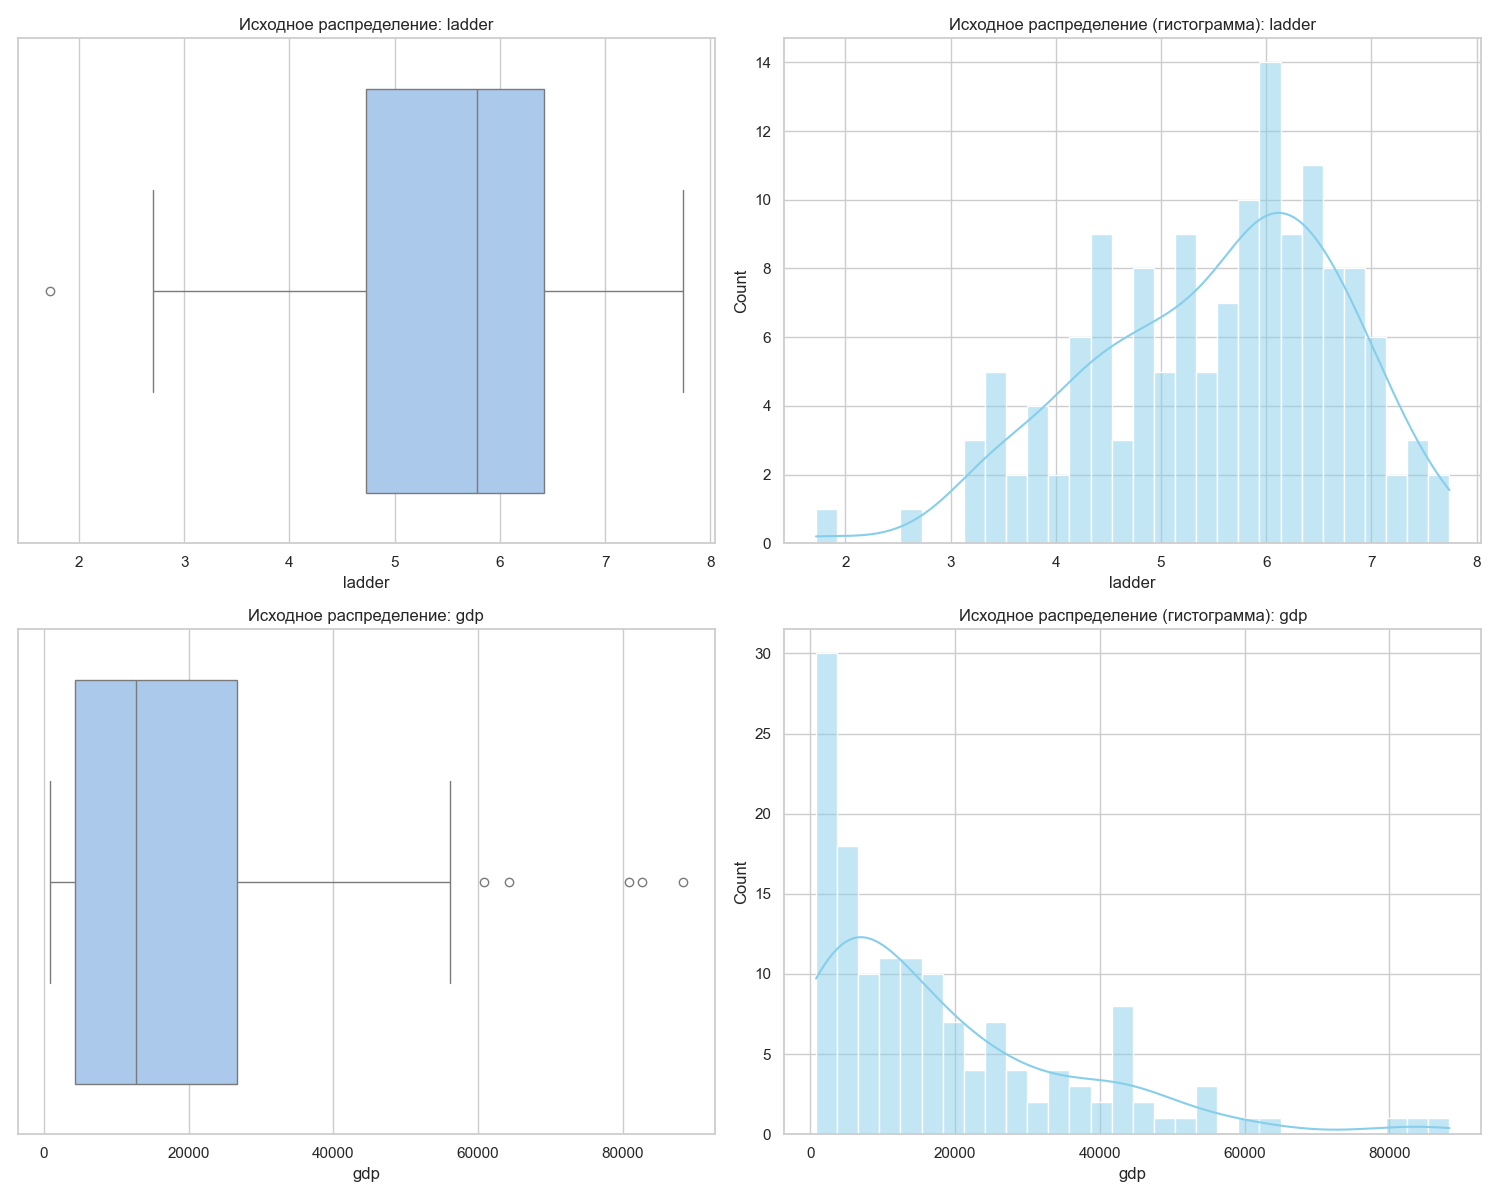 Исходное распределение: ladder
2 3 4 5 6 7 8
ladder
Исходное распределение (гистограмма): ladder
Count
14
12
10
8
6
4
2
0
2 3 4 5 6 7 8
ladder
Исходное распределение: gdp
0 20000 40000 60000 80000
gdp
Исходное распределение (гистограмма): gdp
Count
30
25
20
15
10
5
0
0 20000 40000 60000 80000
gdp